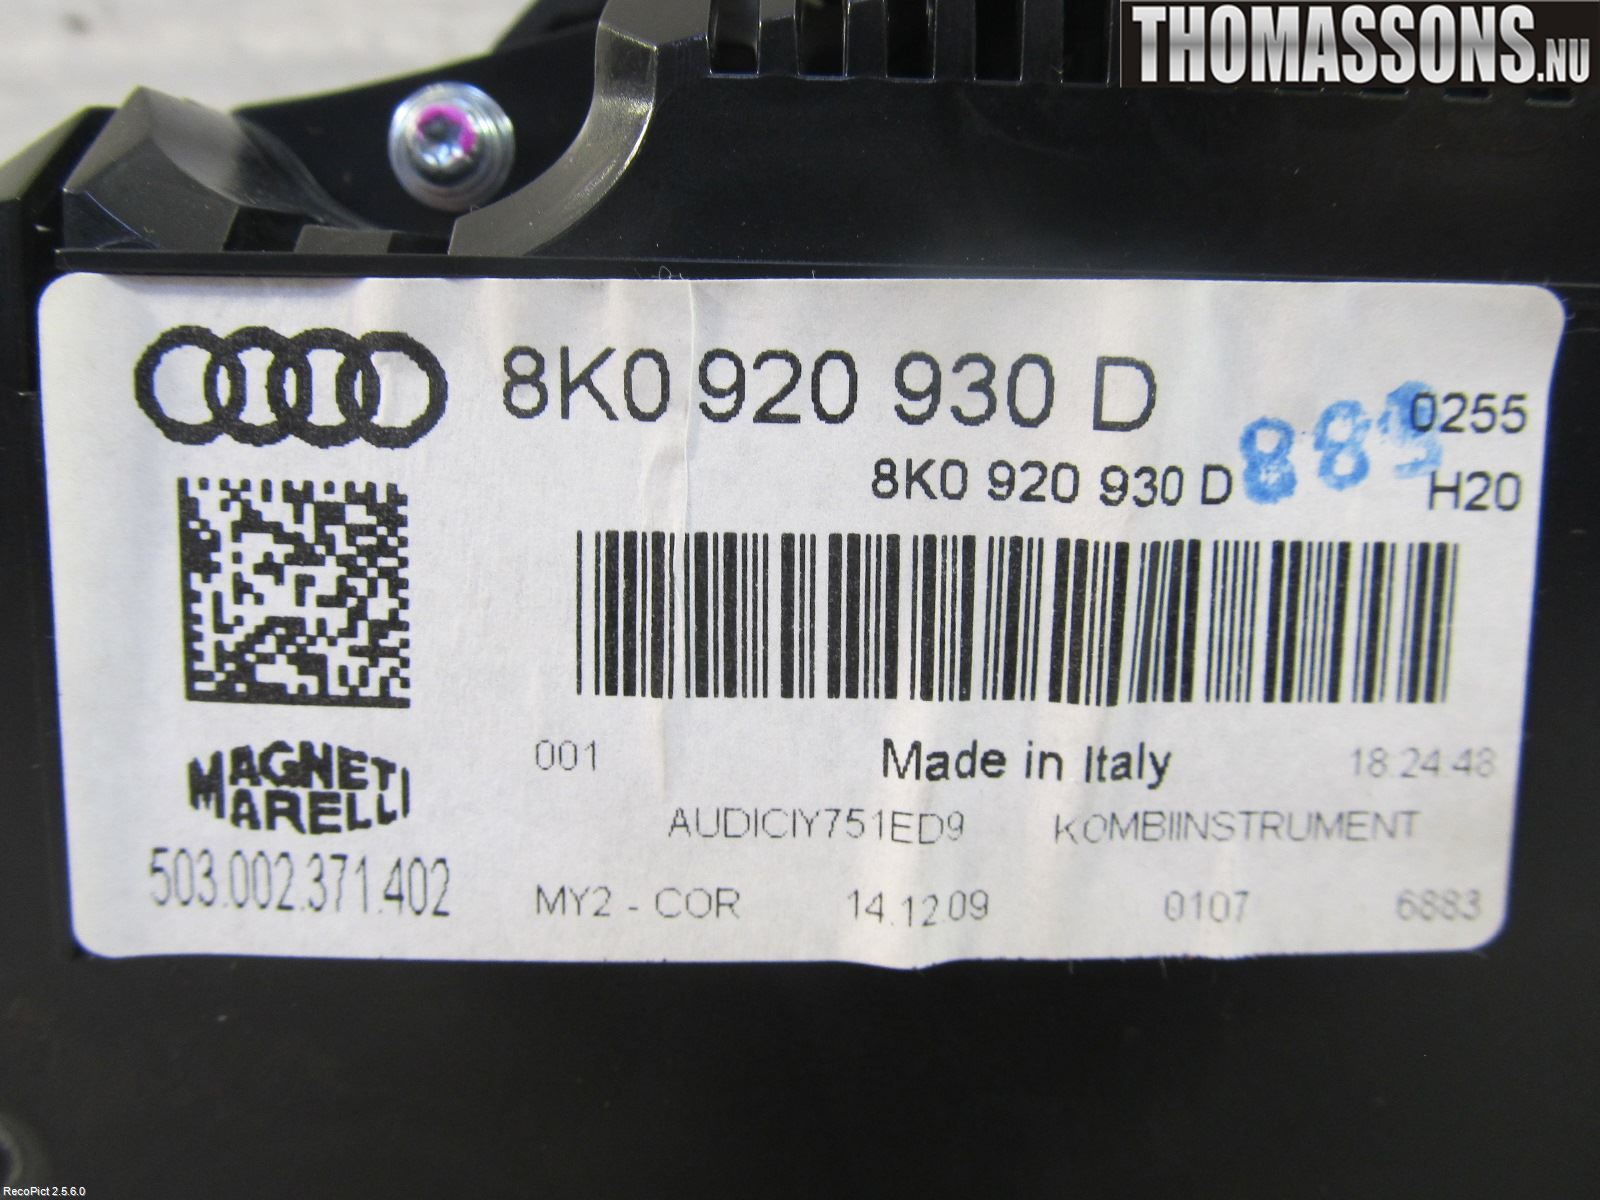 THOMASSONS.NU
8K0 920 930 D
0255
8K0 920 930 D
H20
001
Made in Italy
18:24:48
MAGNETI
MARELLI
AUDICIY751ED9 KOMBIINSTRUMENT
503.002.371.402
MY2 - COR 14.12.09 0107 6883
RecoPict 2.5.6.0